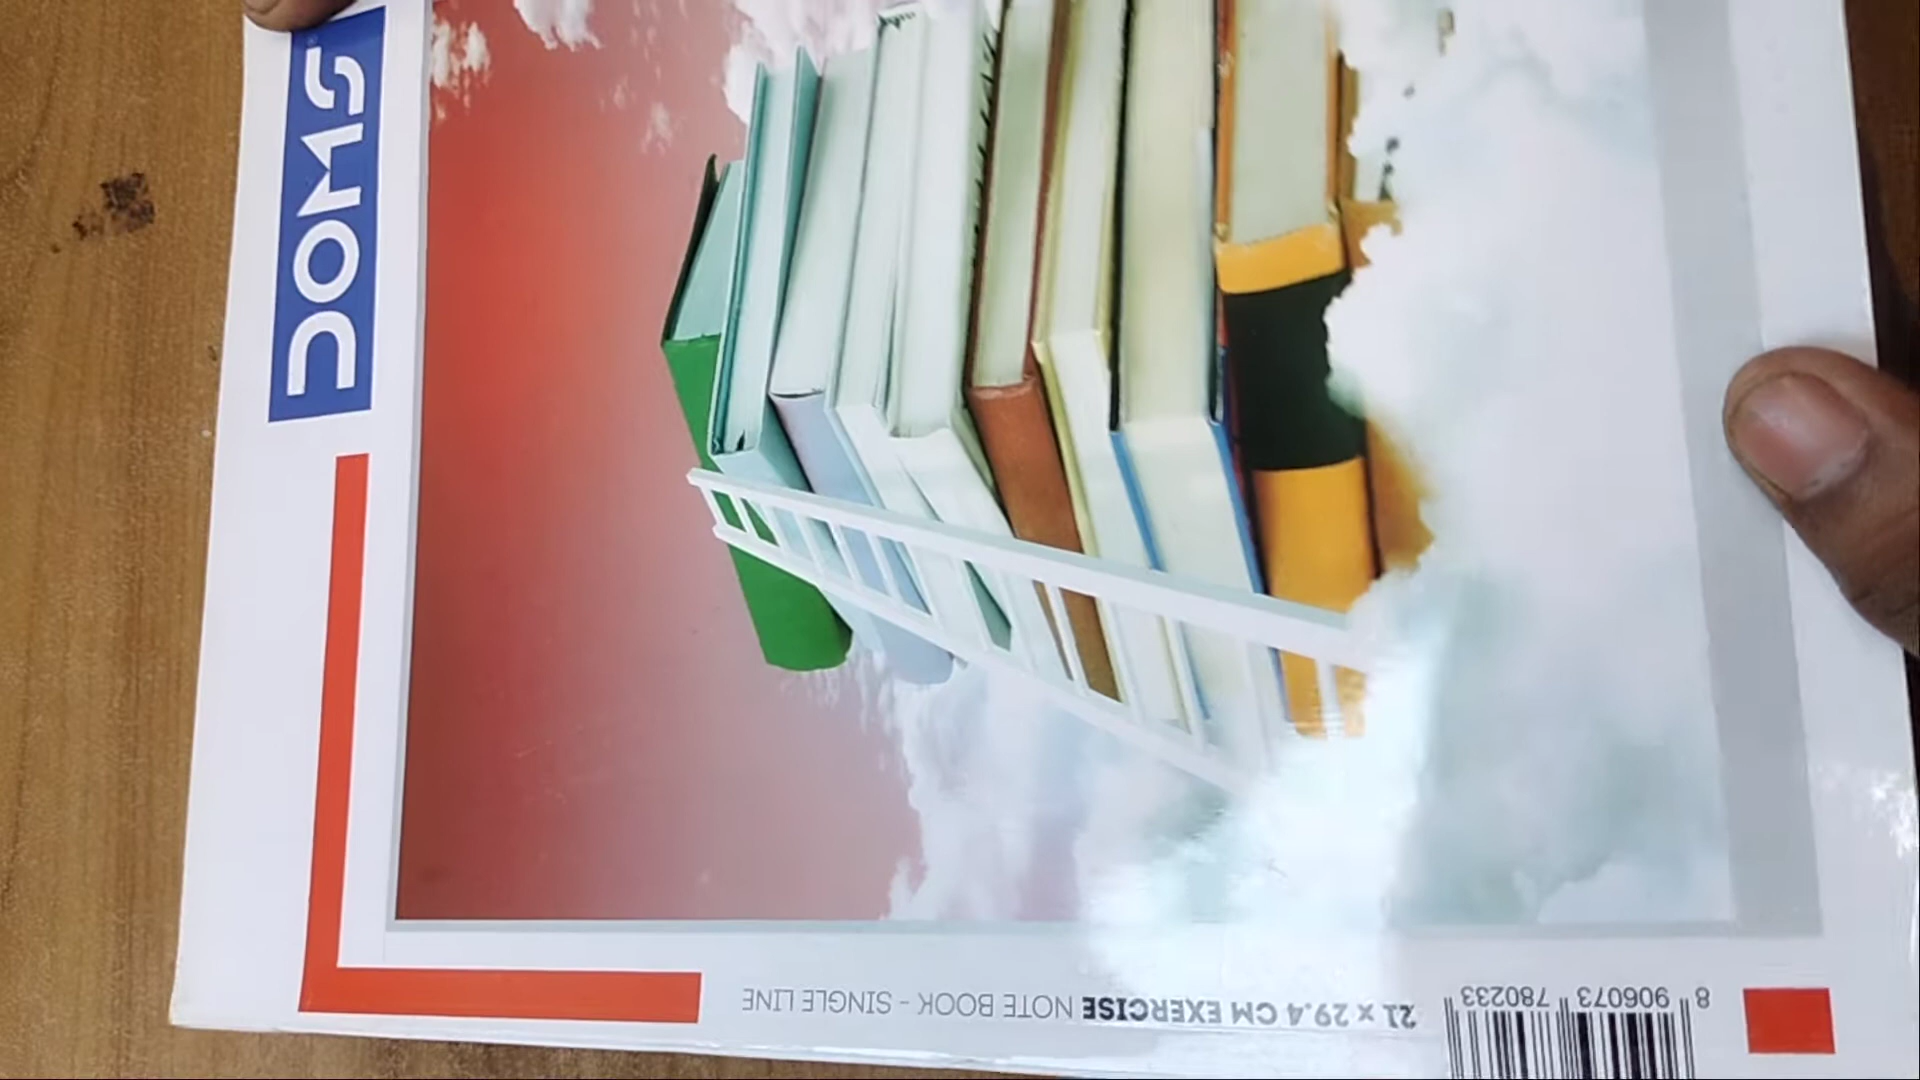 DOMS
21 x 29.4 CM EXERCISE NOTE BOOK - SINGLE LINE
8 906073 780233